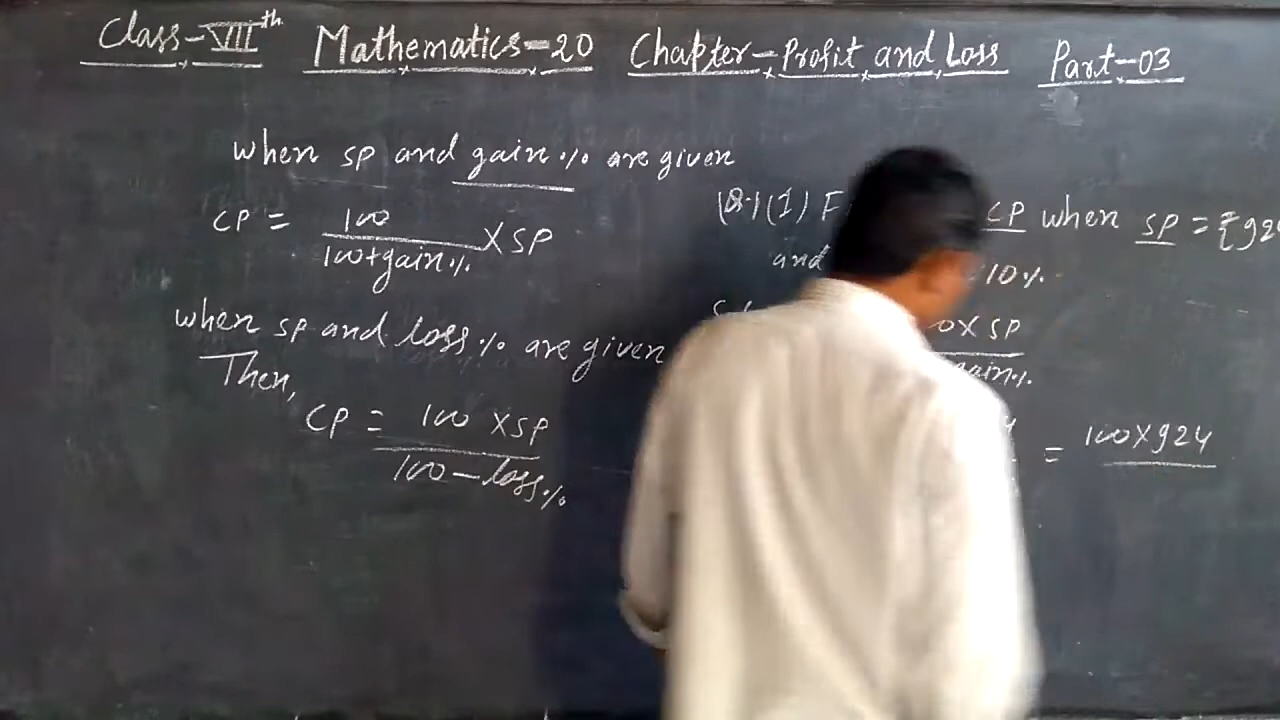 Class-VIIIth Mathematics-20 Chapter-Profit and Loss Part-03
when SP and gain % are given
CP = 100 / 100+gain% X SP
when SP and loss % are given
Then,
CP = 100 X SP / 100 - loss %
Q.1 (1) F CP when SP = ₹924
and 10%.
0 X SP
gain%.
= 100X924